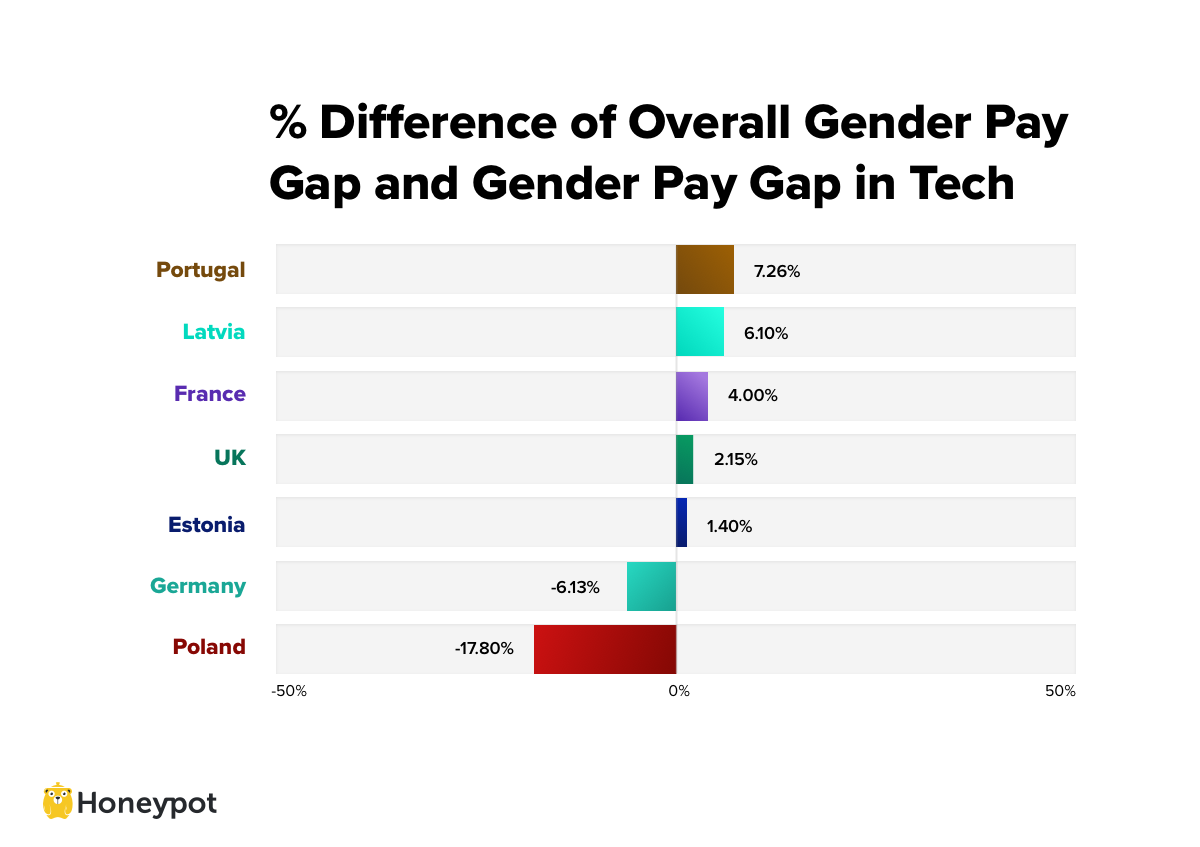 % Difference of Overall Gender Pay
Gap and Gender Pay Gap in Tech
Portugal 7.26%
Latvia 6.10%
France 4.00%
UK 2.15%
Estonia 1.40%
Germany -6.13%
Poland -17.80%
-50% 0% 50%
Honeypot